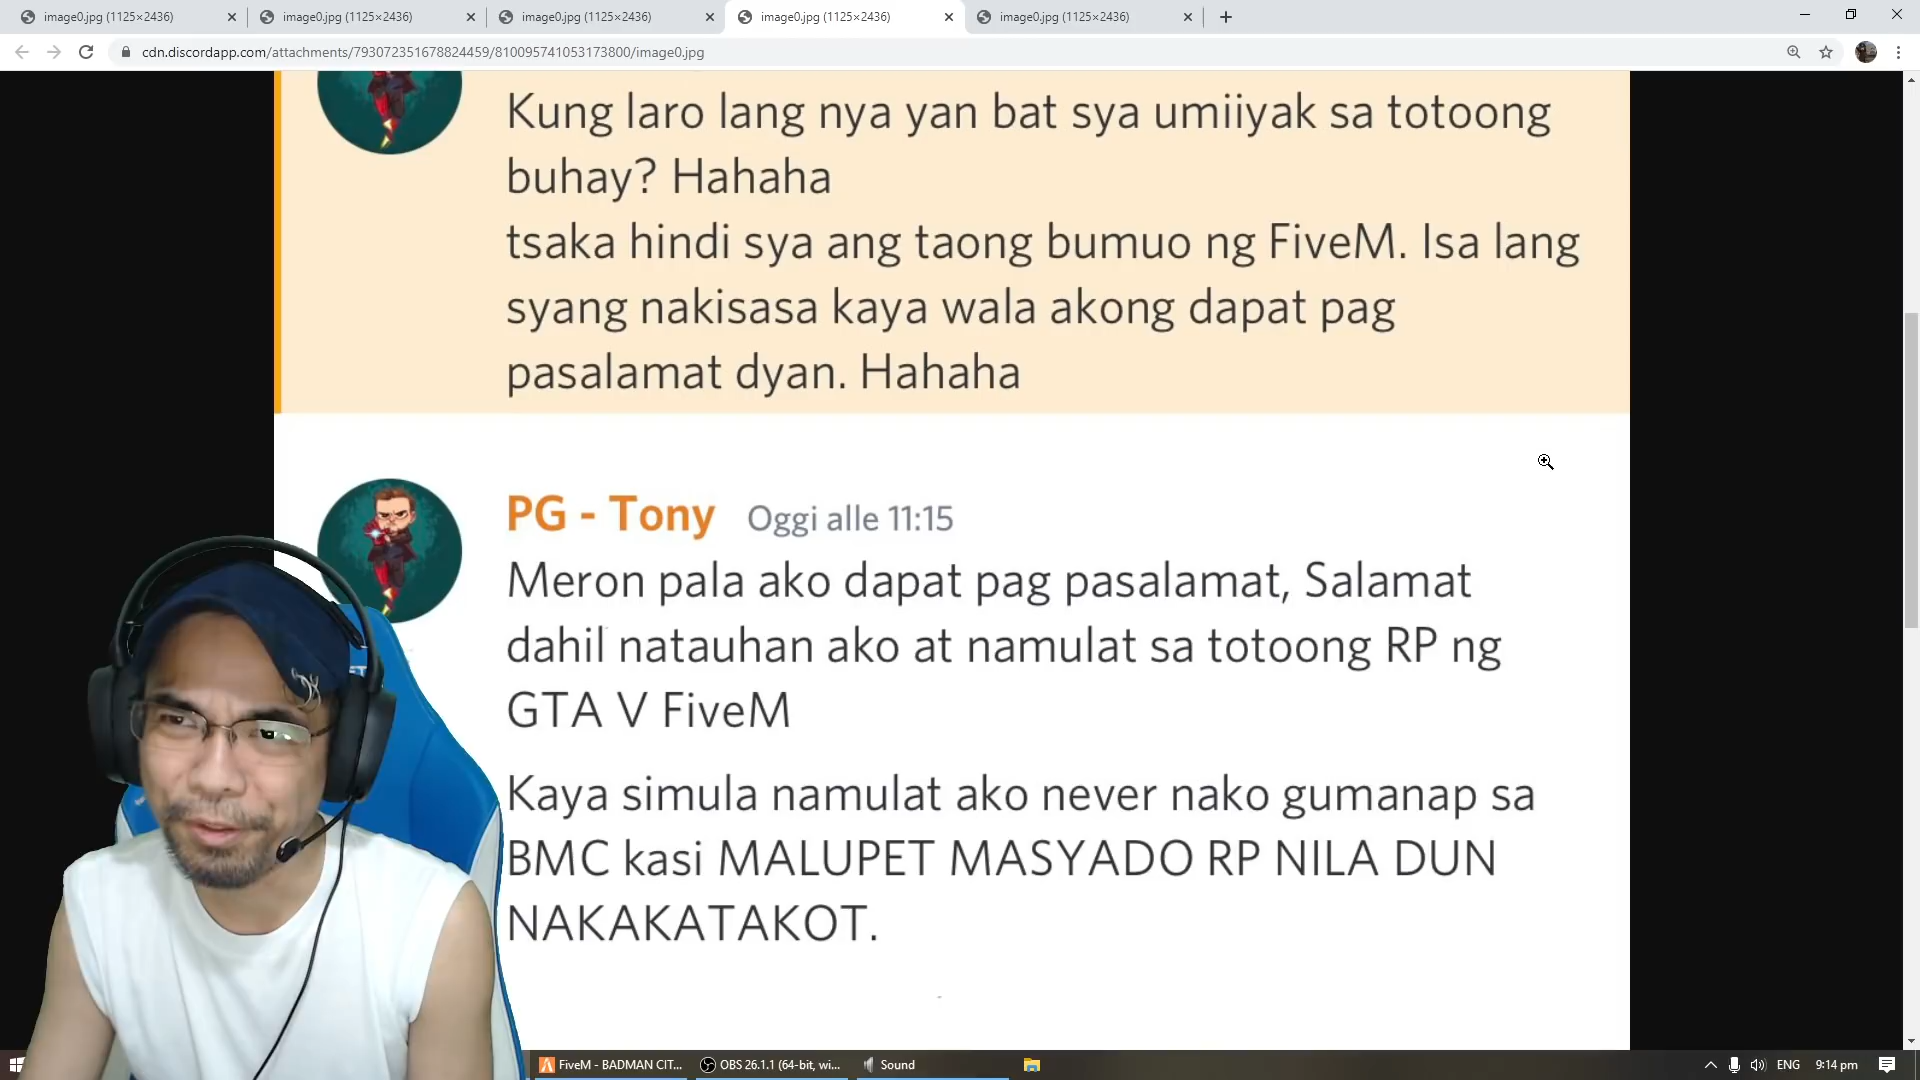 image0.jpg (1125×2436)
image0.jpg (1125×2436)
image0.jpg (1125×2436)
image0.jpg (1125×2436)
image0.jpg (1125×2436)
cdn.discordapp.com/attachments/793072351678824459/810095741053173800/image0.jpg
Kung laro lang nya yan bat sya umiiyak sa totoong
buhay? Hahaha
tsaka hindi sya ang taong bumuo ng FiveM. Isa lang
syang nakisasa kaya wala akong dapat pag
pasalamat dyan. Hahaha
PG - Tony Oggi alle 11:15
Meron pala ako dapat pag pasalamat, Salamat
dahil natauhan ako at namulat sa totoong RP ng
GTA V FiveM
Kaya simula namulat ako never nako gumanap sa
BMC kasi MALUPET MASYADO RP NILA DUN
NAKAKATAKOT.
FiveM - BADMAN CIT...
OBS 26.1.1 (64-bit, wi...
Sound
ENG
9:14 pm